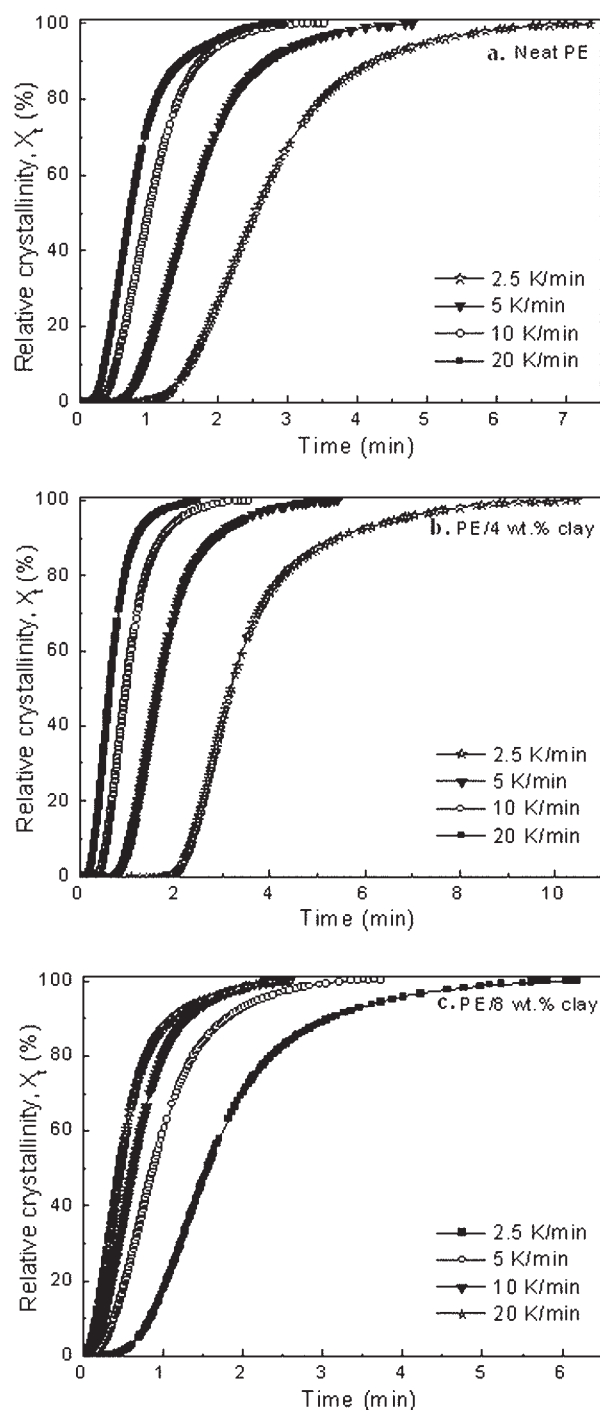 100
80
60
40
20
0
Relative crystallinity, X_t (%)
a. Neat PE
2.5 K/min
5 K/min
10 K/min
20 K/min
0 1 2 3 4 5 6 7
Time (min)
100
80
60
40
20
0
Relative crystallinity, X_t (%)
b. PE/4 wt.% clay
2.5 K/min
5 K/min
10 K/min
20 K/min
0 2 4 6 8 10
Time (min)
100
80
60
40
20
0
Relative crystallinity, X_t (%)
c. PE/8 wt.% clay
2.5 K/min
5 K/min
10 K/min
20 K/min
0 1 2 3 4 5 6
Time (min)